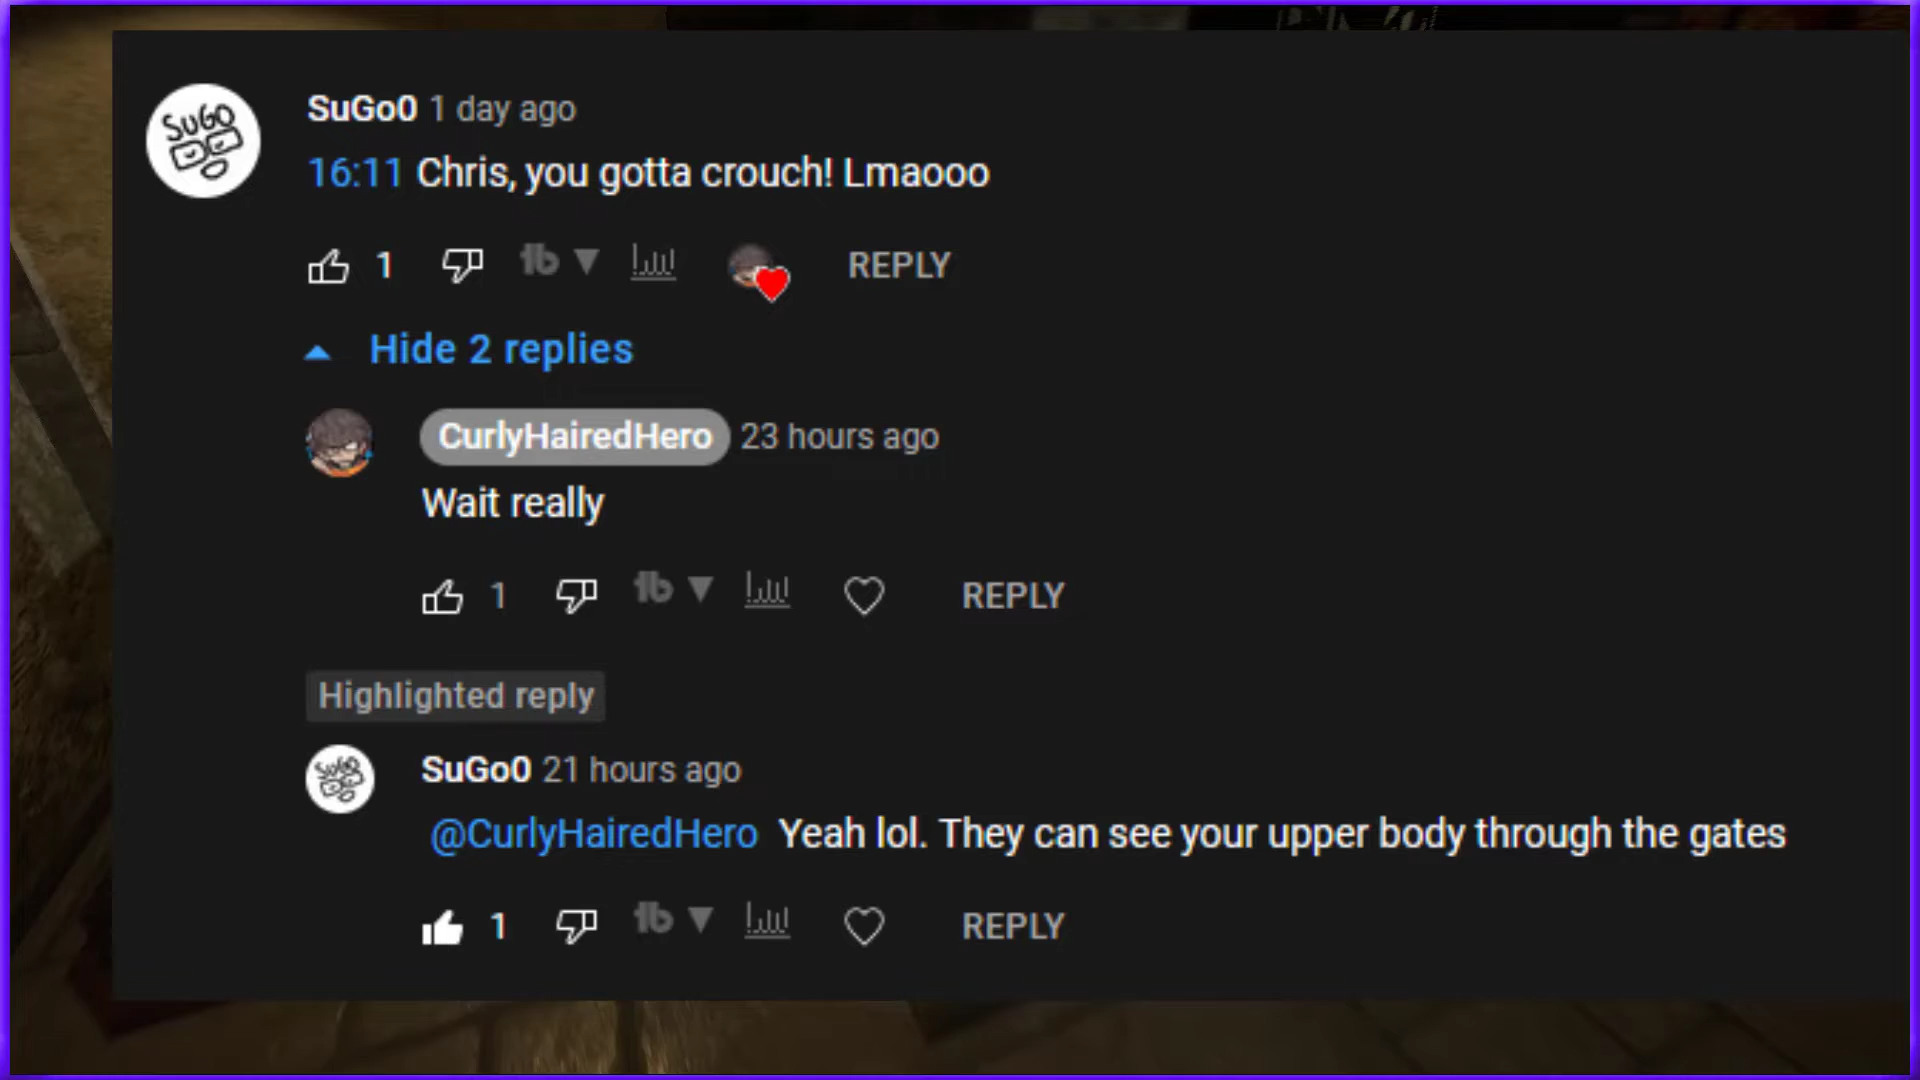 SuGo0 1 day ago
16:11 Chris, you gotta crouch! Lmaooo
1 REPLY
Hide 2 replies
CurlyHairedHero 23 hours ago
Wait really
1 REPLY
Highlighted reply
SuGo0 21 hours ago
@CurlyHairedHero Yeah lol. They can see your upper body through the gates
1 REPLY